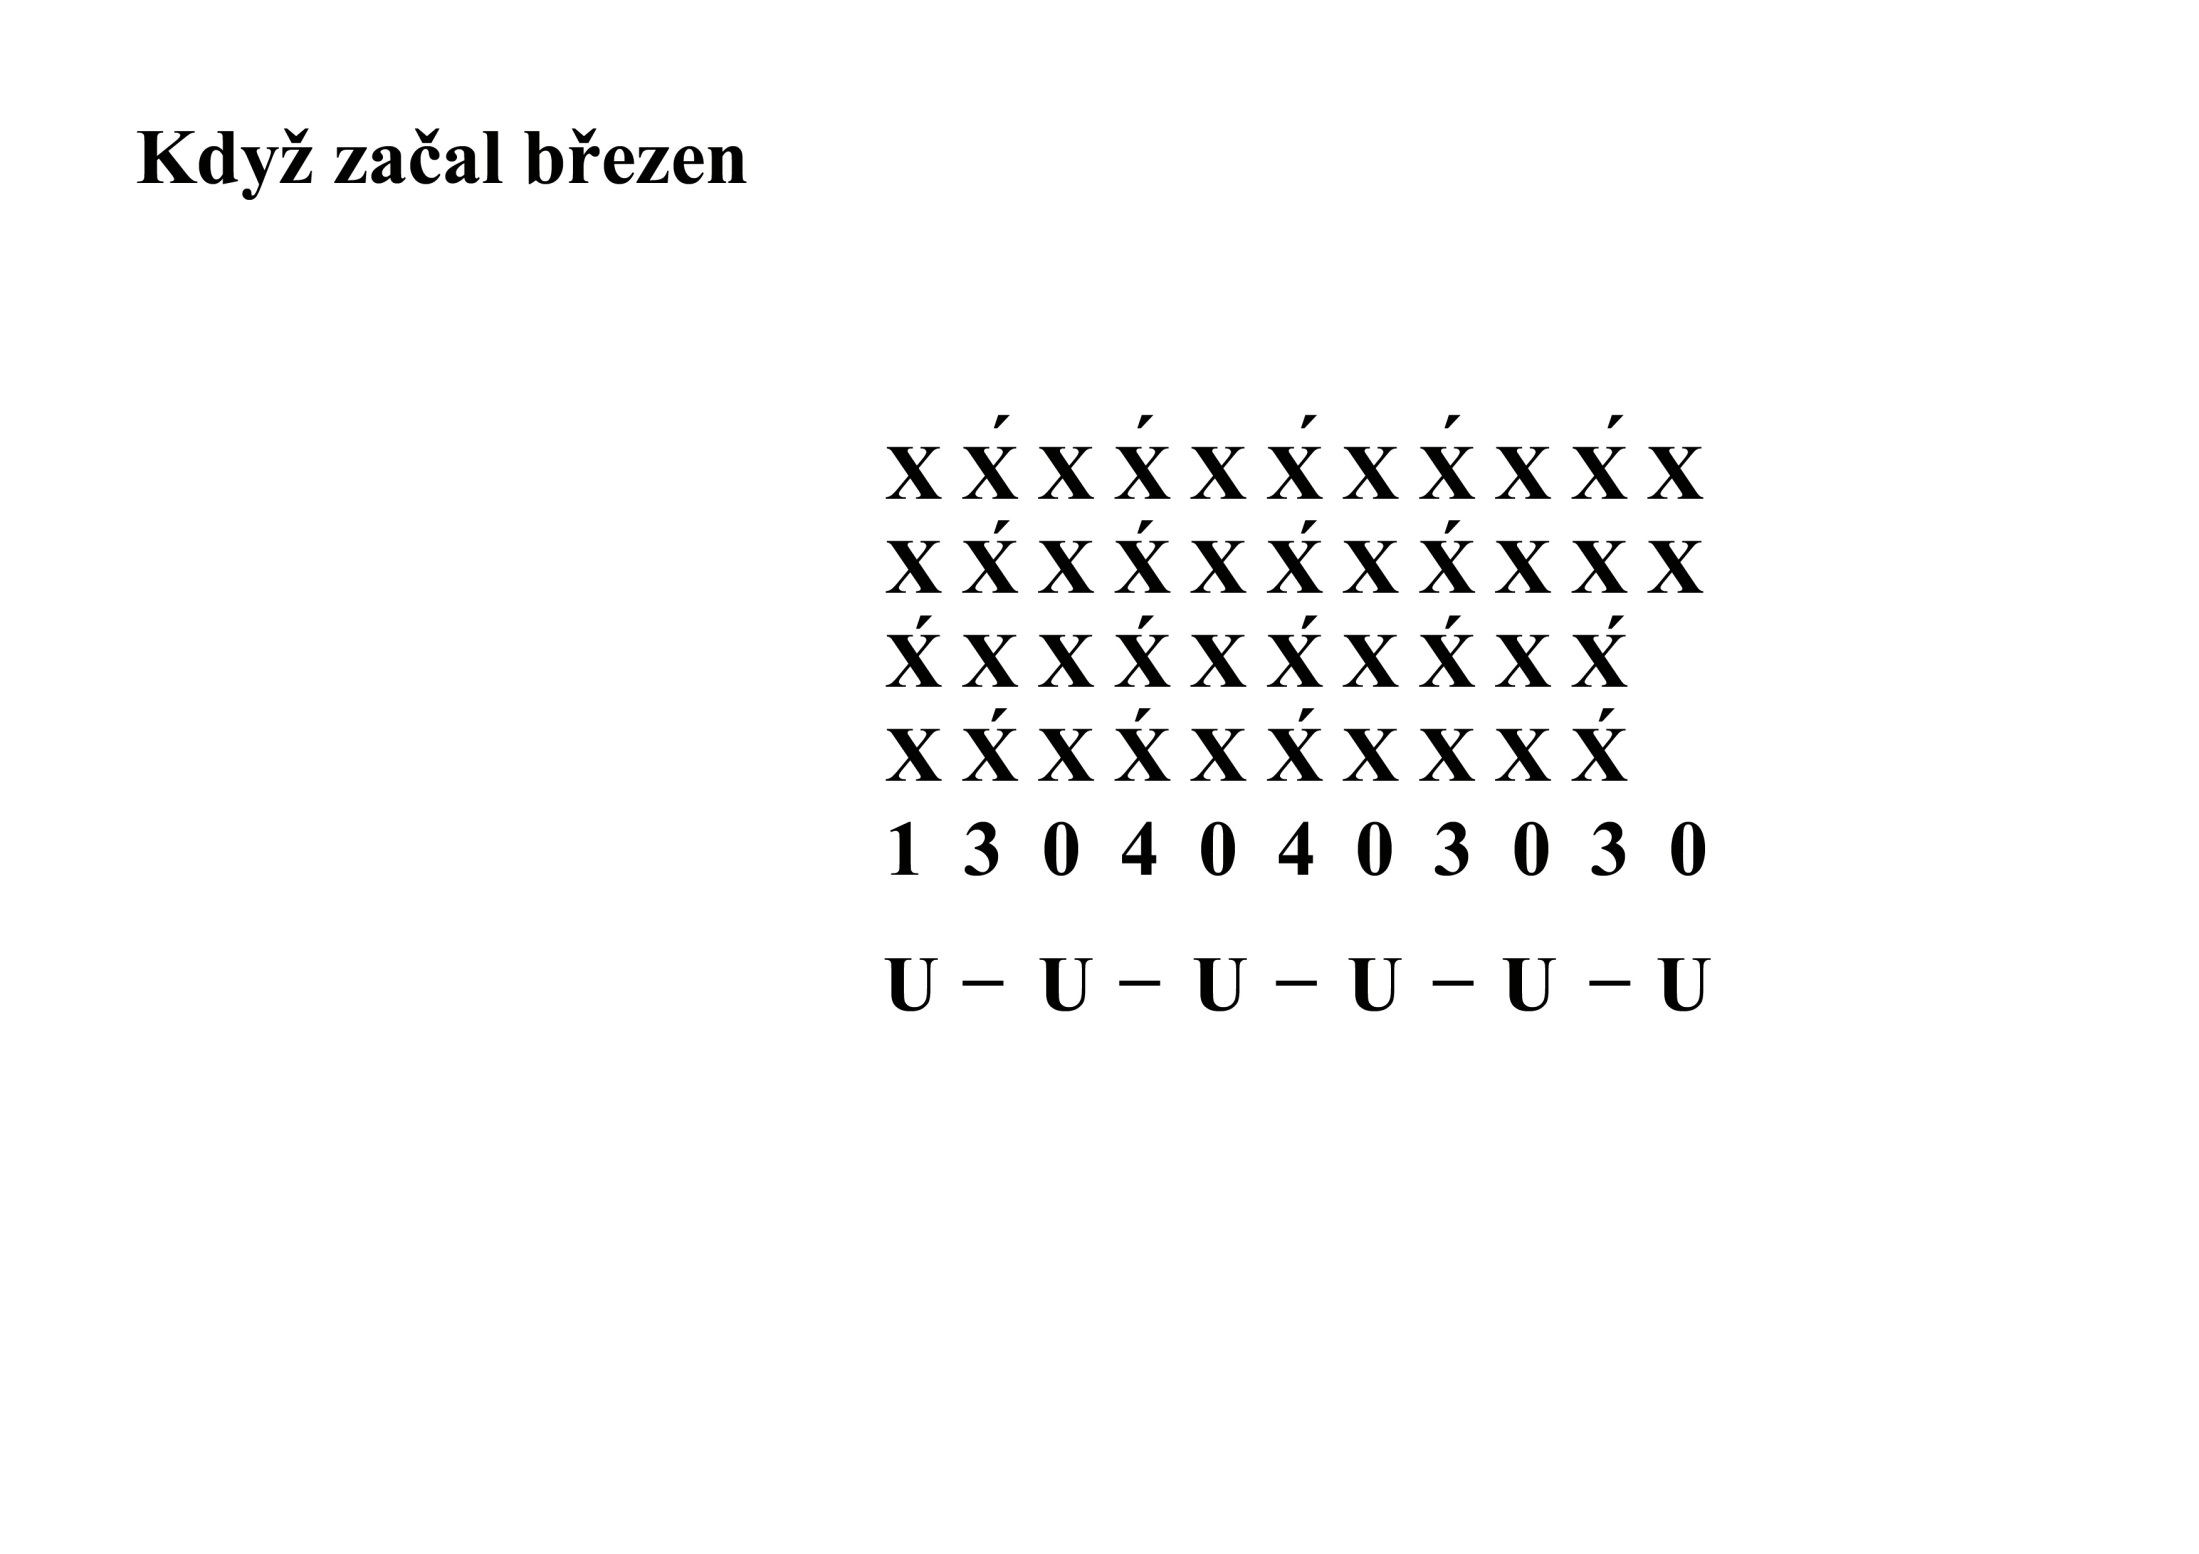 Když začal březen
X X́ X X́ X X́ X X́ X X́ X
X X́ X X́ X X́ X X́ X X X
X́ X X X́ X X́ X X́ X X́
X X́ X X́ X X́ X X X X́
1 3 0 4 0 4 0 3 0 3 0
U – U – U – U – U – U